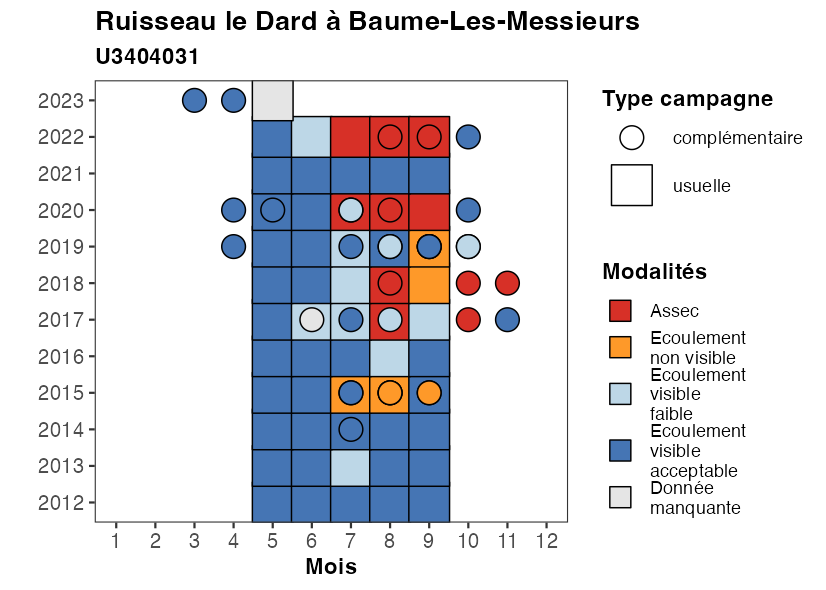 Ruisseau le Dard à Baume-Les-Messieurs
U3404031
2023
2022
2021
2020
2019
2018
2017
2016
2015
2014
2013
2012
1 2 3 4 5 6 7 8 9 10 11 12
Mois
Type campagne
complémentaire
usuelle
Modalités
Assec
Ecoulement
non visible
Ecoulement
visible
faible
Ecoulement
visible
acceptable
Donnée
manquante